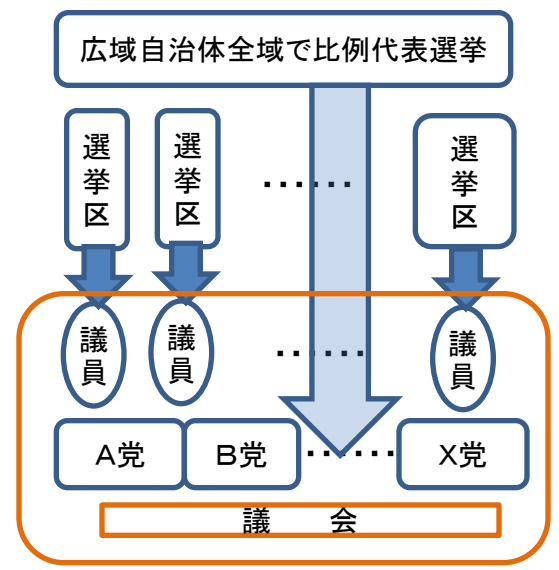 広域自治体全域で比例代表選挙
選挙区
選挙区
……
選挙区
議員
議員
……
議員
A党
B党
……
X党
議　会